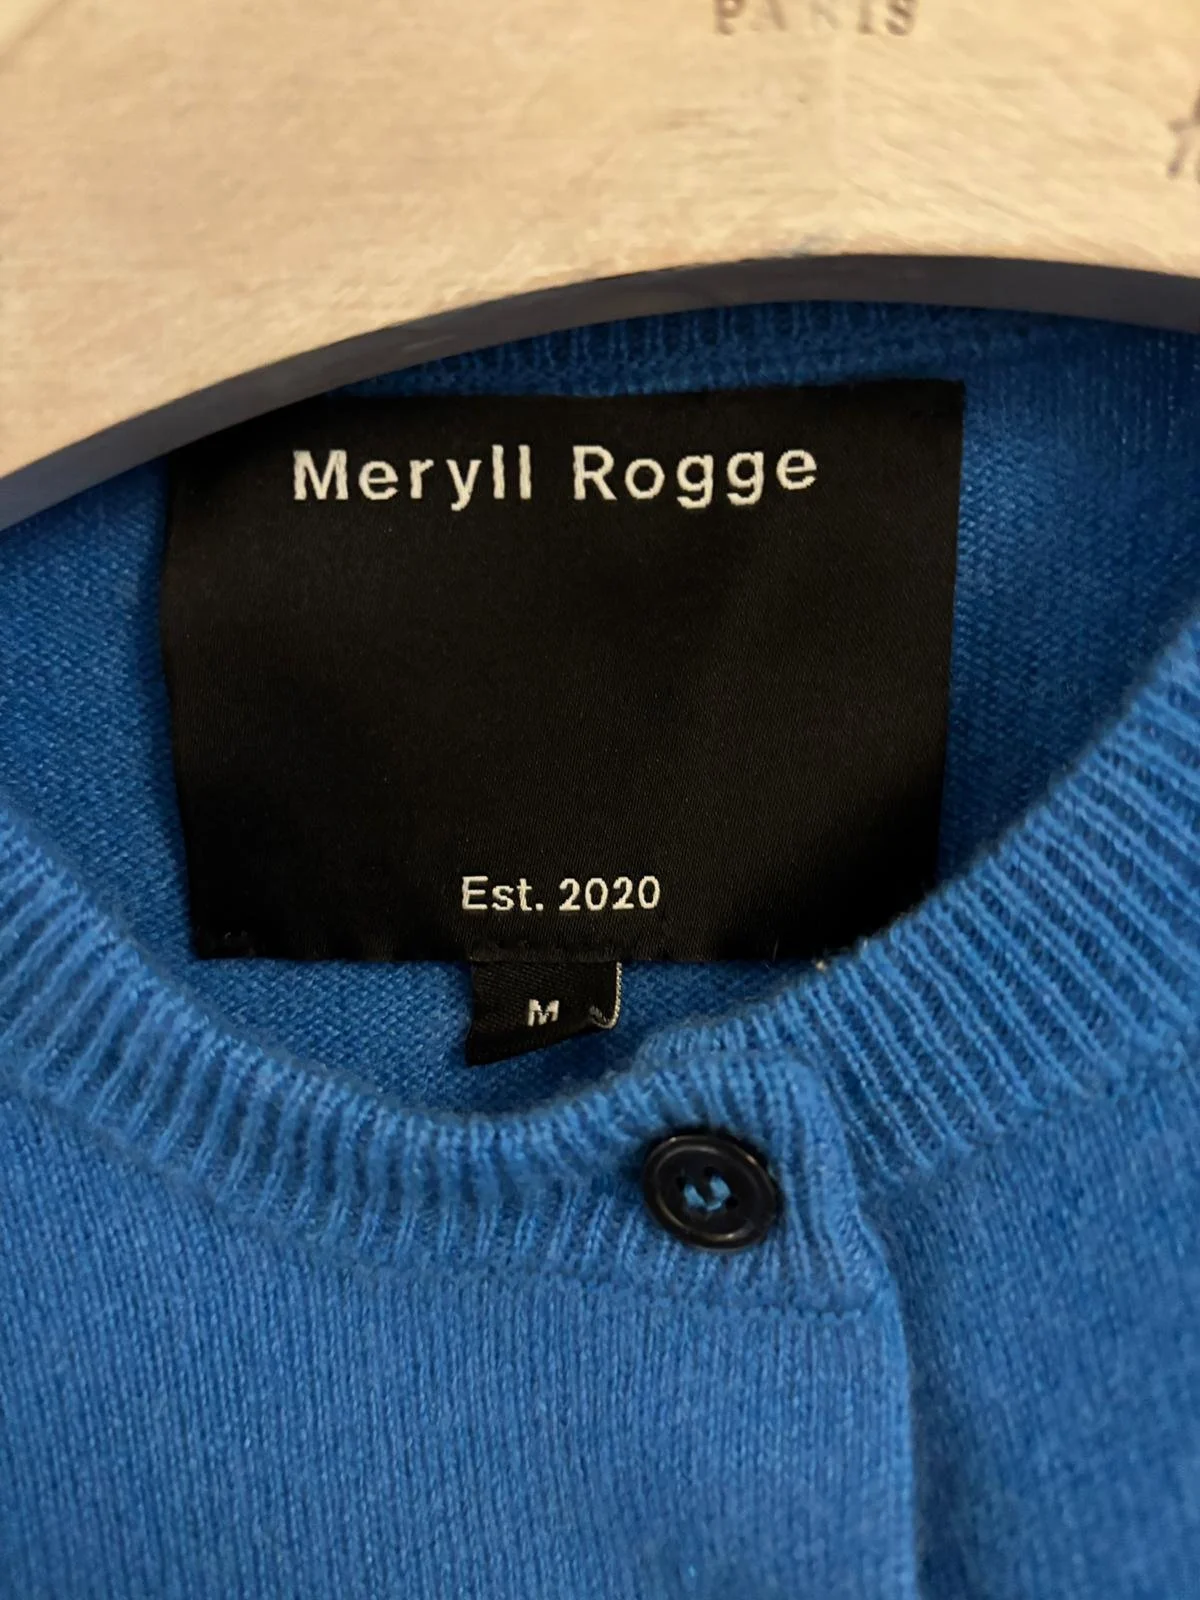 PARIS
Meryll Rogge
Est. 2020
M